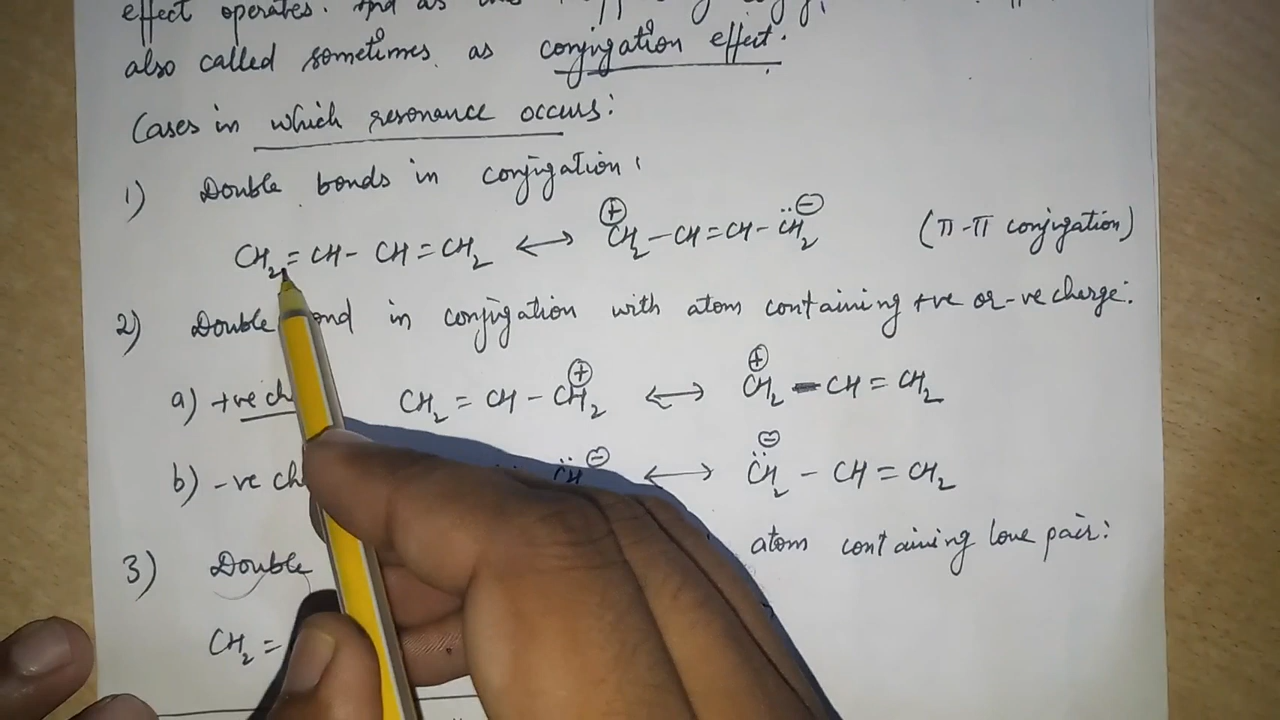 effect operates. And as
also called sometimes as conjugation effect.
Cases in which resonance occurs:
1) Double bonds in conjugation:
CH₂ = CH - CH = CH₂ ↔ ⊕CH₂ - CH = CH - C̈H₂⊖ (π-π conjugation)
2) Double bond in conjugation with atom containing +ve or -ve charge:
a) +ve ch CH₂ = CH - CH₂⊕ ↔ ⊕CH₂ - CH = CH₂
b) -ve ch C̈H⊖ ↔ ⊖C̈H₂ - CH = CH₂
3) Double atom containing lone pair:
CH₂ =